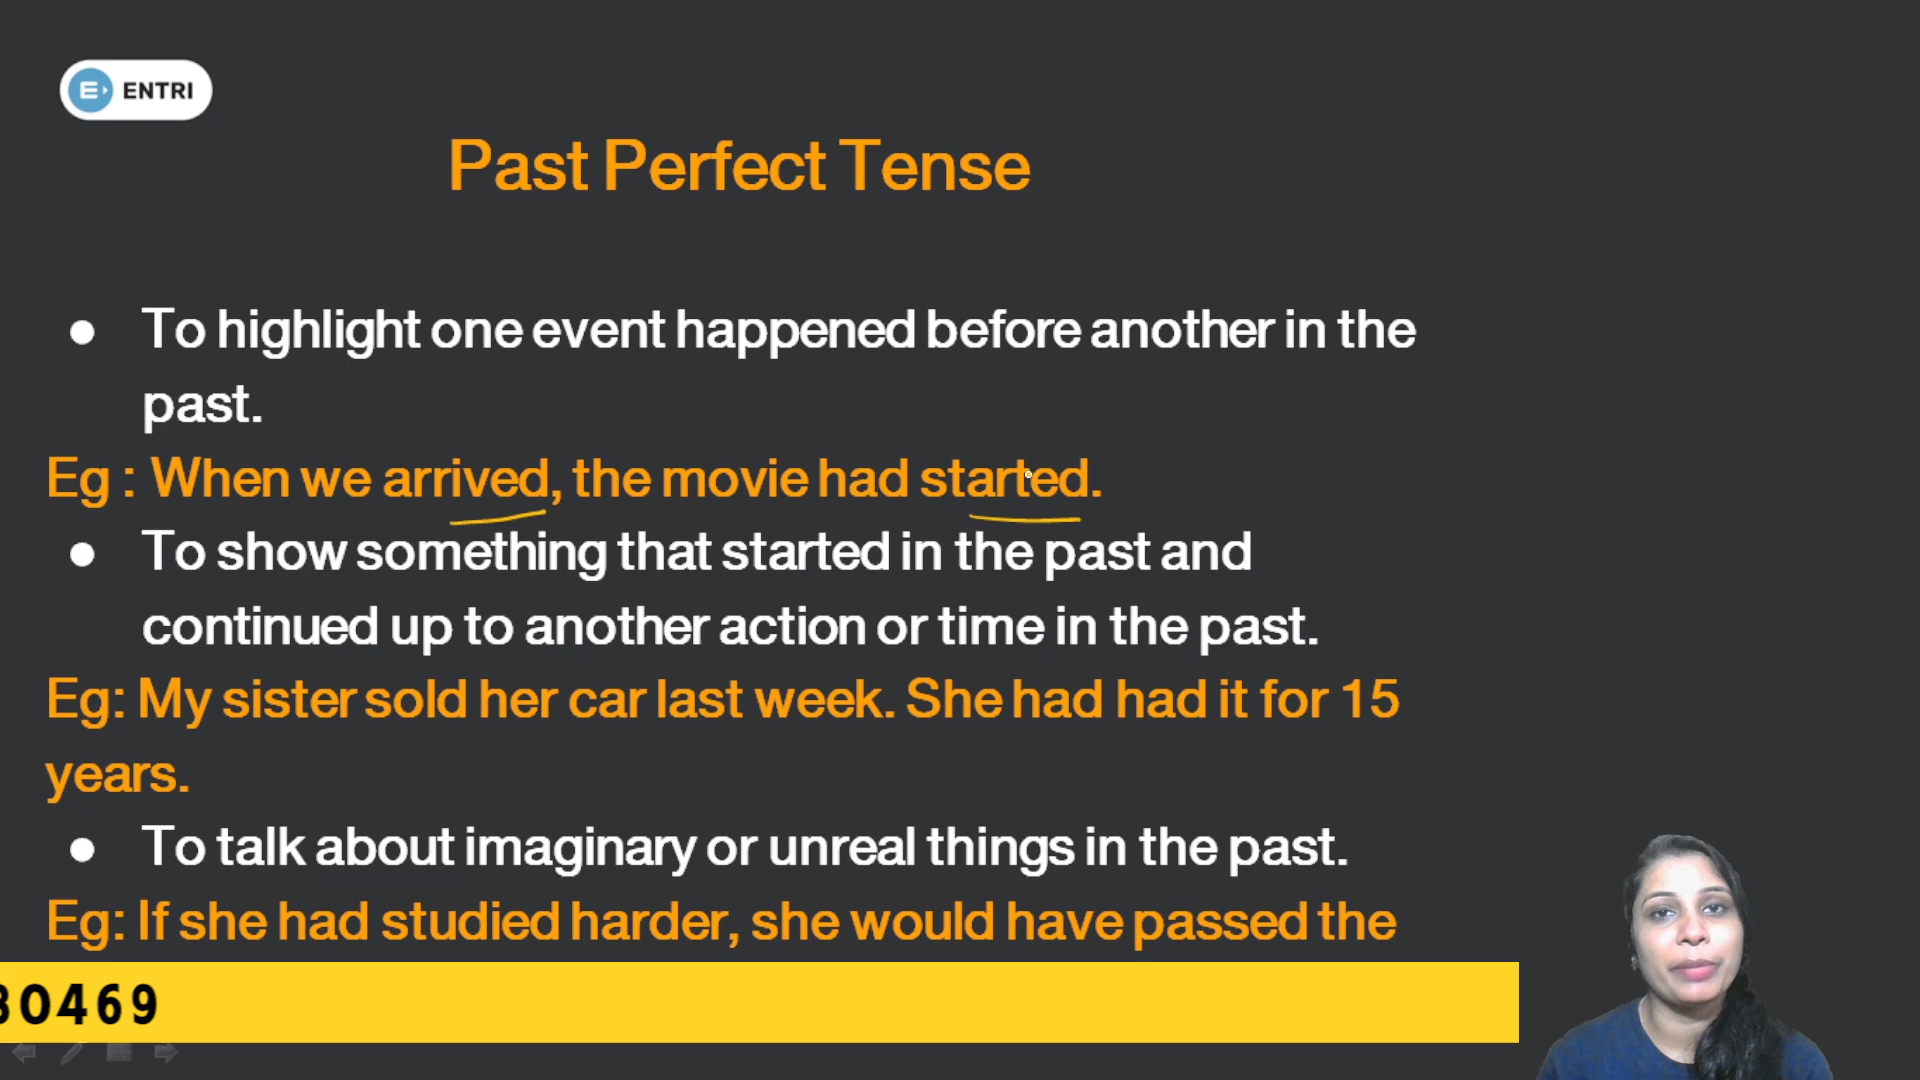 ENTRI
Past Perfect Tense
● To highlight one event happened before another in the
past.
Eg : When we arrived, the movie had started.
● To show something that started in the past and
continued up to another action or time in the past.
Eg: My sister sold her car last week. She had had it for 15
years.
● To talk about imaginary or unreal things in the past.
Eg: If she had studied harder, she would have passed the
30469